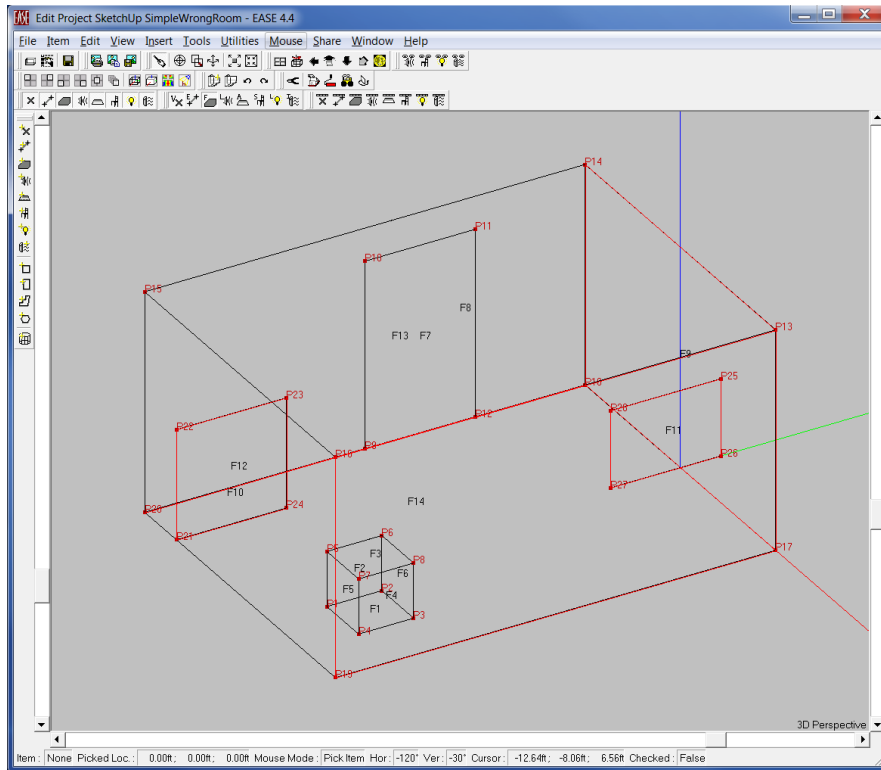 Edit Project SketchUp SimpleWrongRoom - EASE 4.4
File Item Edit View Insert Tools Utilities Mouse Share Window Help
P14
P11
P10
P15
F8
F13 F7
P13
F9
P25
P18
P23
P28
P22
P12
F11
P9
P16
F12
P26
F10
P27
P24
F14
P20
P21
P6
P5
F3
P17
P8
F2
P7
F6
F5
P2
F4
P1
F1
P3
P4
P19
3D Perspective
Item : None Picked Loc. : 0.00ft ; 0.00ft ; 0.00ft Mouse Mode : Pick Item Hor: -120° Ver: -30° Cursor: -12.64ft; -8.06ft; 6.56ft Checked : False